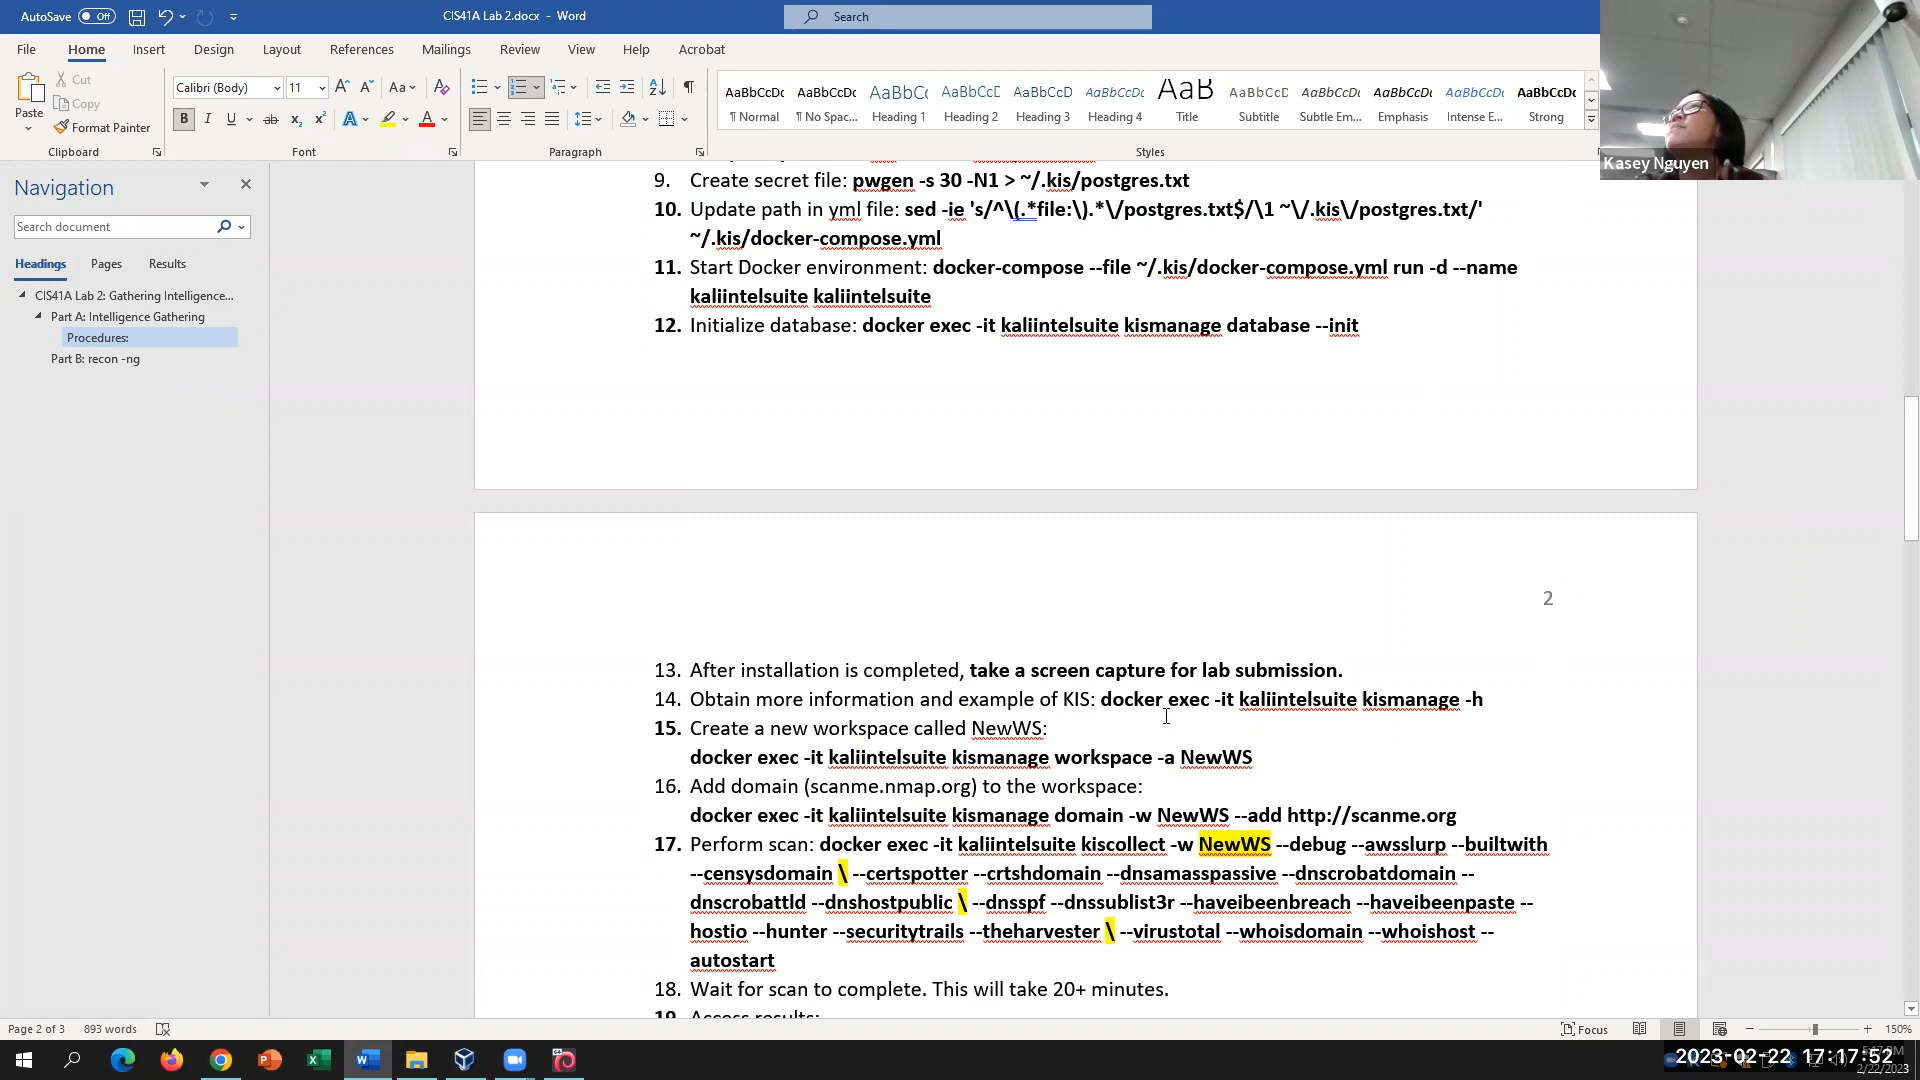 AutoSave Off CIS41A Lab 2.docx - Word Search
File Home Insert Design Layout References Mailings Review View Help Acrobat
Paste Cut Copy Format Painter
Calibri (Body) 11
AaBbCcDc AaBbCcDc AaBbC( AaBbCcD AaBbCcD AaBbCcDc AaB AaBbCcD AaBbCcDc AaBbCcDc AaBbCcDc AaBbCcDc
¶ Normal ¶ No Spac... Heading 1 Heading 2 Heading 3 Heading 4 Title Subtitle Subtle Em... Emphasis Intense E... Strong
Clipboard Font Paragraph Styles
Kasey Nguyen
Navigation
Search document
Headings Pages Results
CIS41A Lab 2: Gathering Intelligence...
Part A: Intelligence Gathering
Procedures:
Part B: recon -ng
9. Create secret file: pwgen -s 30 -N1 > ~/.kis/postgres.txt
10. Update path in yml file: sed -ie 's/^\(.*file:\).*\/postgres.txt$/\1 ~\/.kis\/postgres.txt/'
~/.kis/docker-compose.yml
11. Start Docker environment: docker-compose --file ~/.kis/docker-compose.yml run -d --name
kaliintelsuite kaliintelsuite
12. Initialize database: docker exec -it kaliintelsuite kismanage database --init
2
13. After installation is completed, take a screen capture for lab submission.
14. Obtain more information and example of KIS: docker exec -it kaliintelsuite kismanage -h
15. Create a new workspace called NewWS:
docker exec -it kaliintelsuite kismanage workspace -a NewWS
16. Add domain (scanme.nmap.org) to the workspace:
docker exec -it kaliintelsuite kismanage domain -w NewWS --add http://scanme.org
17. Perform scan: docker exec -it kaliintelsuite kiscollect -w NewWS --debug --awsslurp --builtwith
--censysdomain \ --certspotter --crtshdomain --dnsamasspassive --dnscrobatdomain --
dnscrobattld --dnshostpublic \ --dnsspf --dnssublist3r --haveibeenbreach --haveibeenpaste --
hostio --hunter --securitytrails --theharvester \ --virustotal --whoisdomain --whoishost --
autostart
18. Wait for scan to complete. This will take 20+ minutes.
19. Access results:
Page 2 of 3 893 words Focus 150%
2023-02-22 17:17:52
2/22/2023